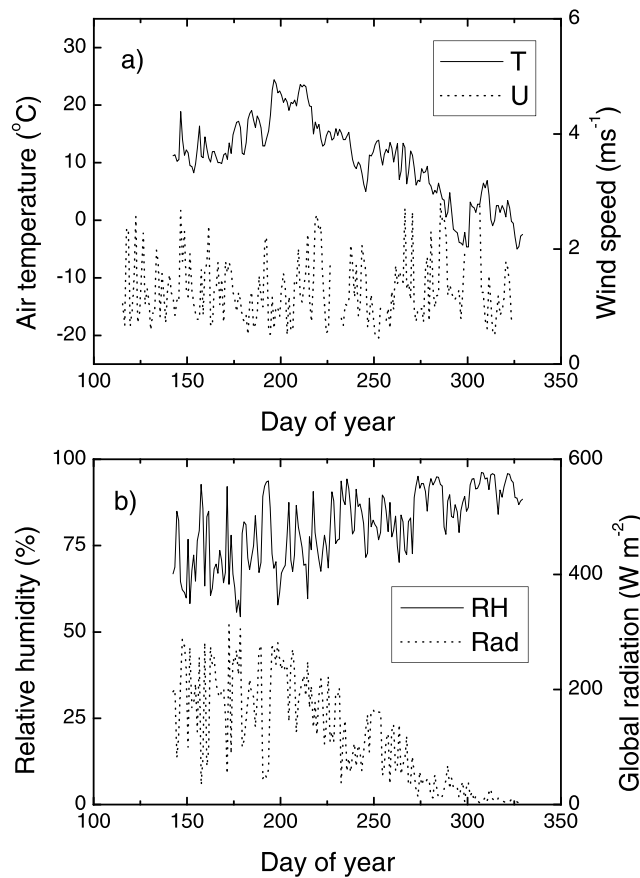 a)
T
U
Air temperature (°C)
30
20
10
0
-10
-20
Wind speed (ms⁻¹)
6
4
2
0
100 150 200 250 300 350
Day of year
b)
RH
Rad
Relative humidity (%)
100
75
50
25
0
Global radiation (W m⁻²)
600
400
200
0
100 150 200 250 300 350
Day of year